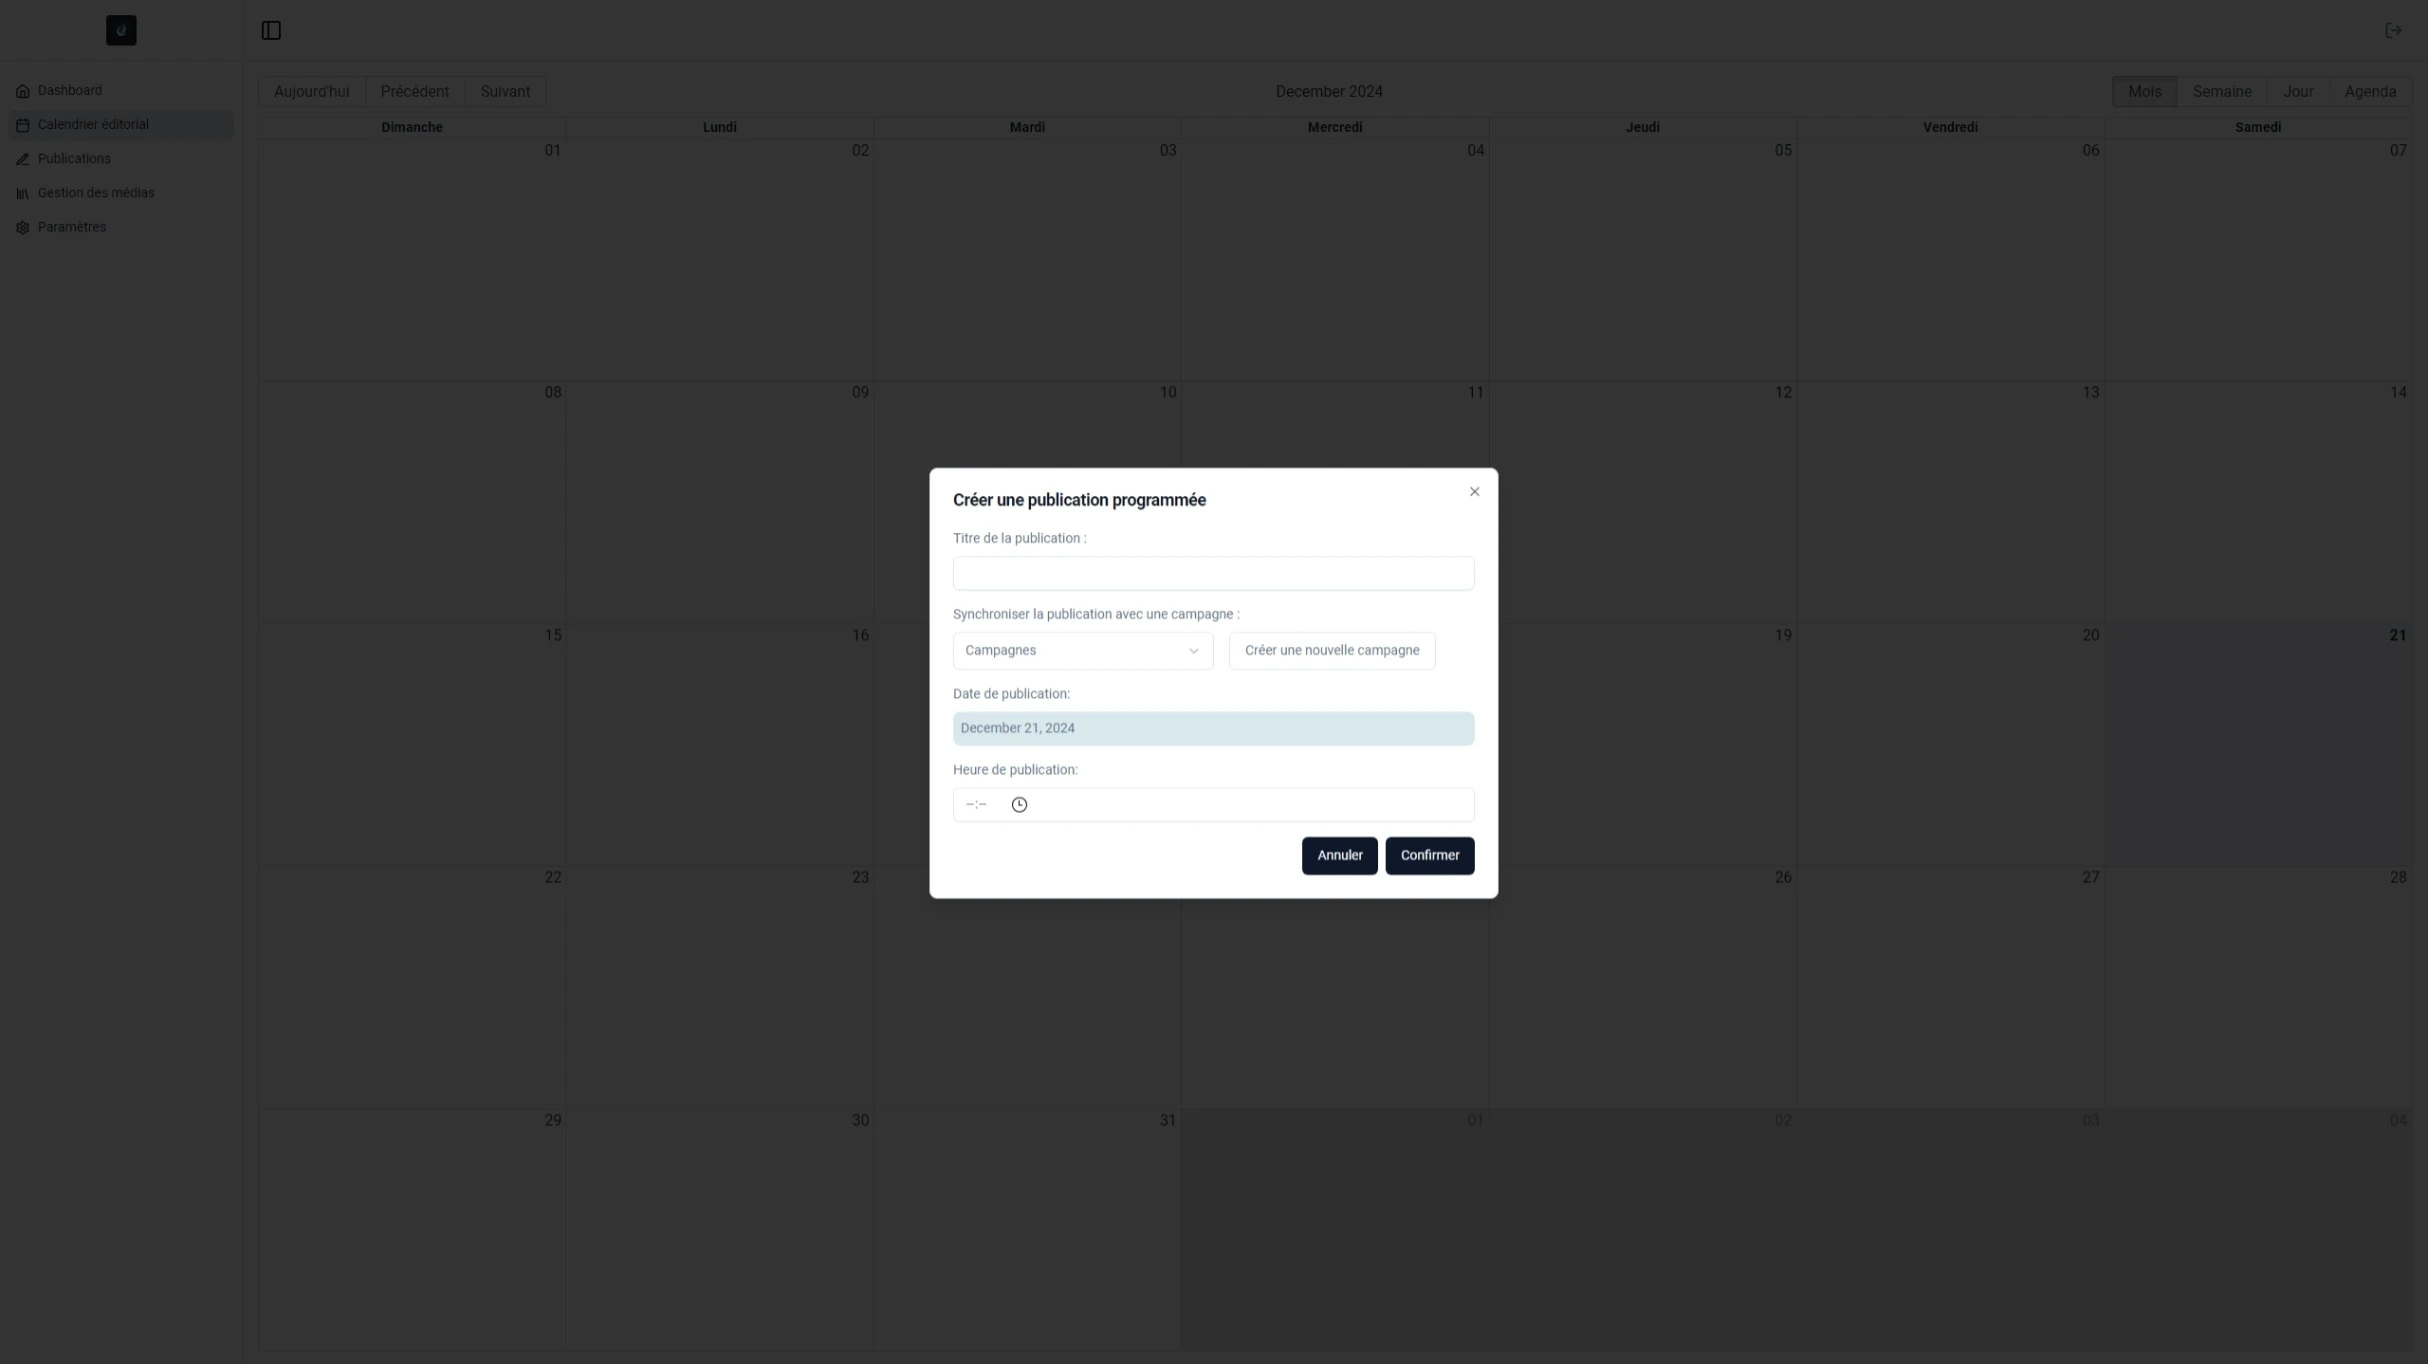 Dashboard
Calendrier éditorial
Publications
Gestion des médias
Paramètres
Aujourd'hui Précédent Suivant
December 2024
Mois Semaine Jour Agenda
Dimanche Lundi Mardi Mercredi Jeudi Vendredi Samedi
01 02 03 04 05 06 07
08 09 10 11 12 13 14
15 16 19 20 21
22 23 26 27 28
29 30 31 01 02 03 04
Créer une publication programmée
Titre de la publication :
Synchroniser la publication avec une campagne :
Campagnes
Créer une nouvelle campagne
Date de publication:
December 21, 2024
Heure de publication:
--:--
Annuler Confirmer